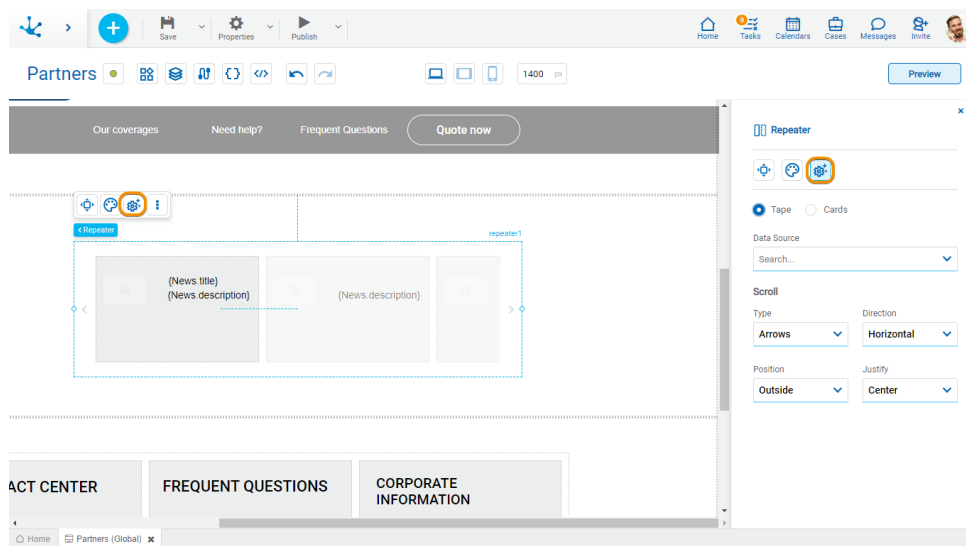 Save
Properties
Publish
Home
9
Tasks
Calendars
Cases
Messages
Invite
Partners
1400 px
Preview
Our coverages
Need help?
Frequent Questions
Quote now
Repeater
repeater1
{News.title}
{News.description}
{News.description}
ACT CENTER
FREQUENT QUESTIONS
CORPORATE
INFORMATION
Repeater
Tape
Cards
Data Source
Search...
Scroll
Type
Direction
Arrows
Horizontal
Position
Justify
Outside
Center
Home
Partners (Global)